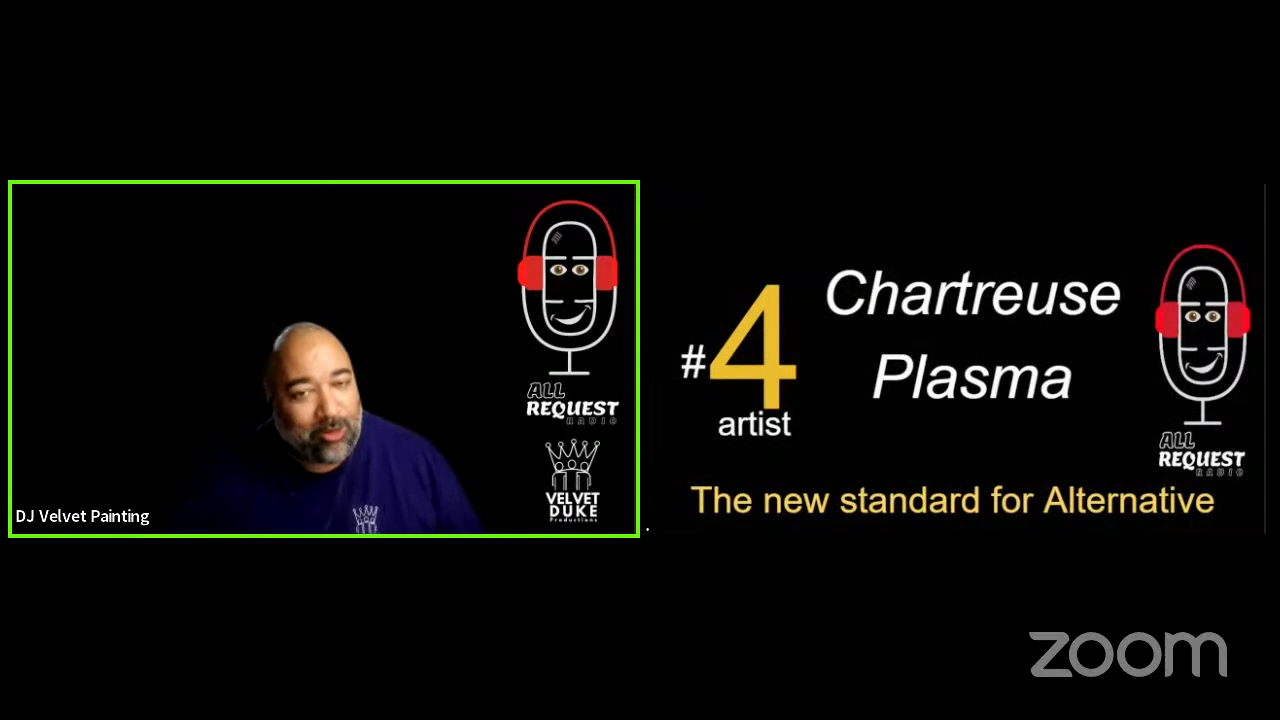 ALL
REQUEST
RADIO
VELVET
DUKE
Productions
DJ Velvet Painting
#4
artist
Chartreuse
Plasma
ALL
REQUEST
RADIO
The new standard for Alternative
zoom